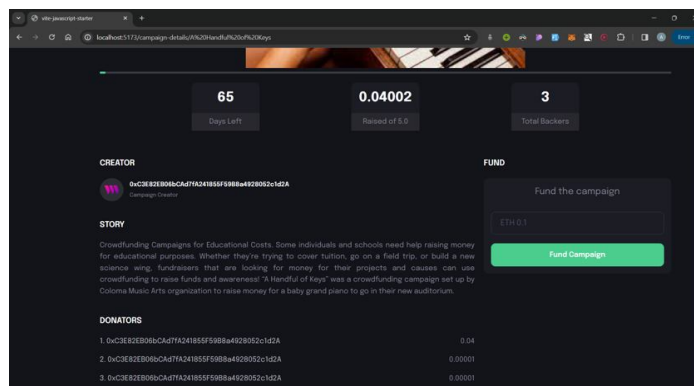 vite-javascript-starter
localhost:5173/campaign-details/A%20Handful%20of%20Keys
Error
65
Days Left
0.04002
Raised of 5.0
3
Total Backers
CREATOR
FUND
0xC3E82EB06bCAd7fA241855F59B8a4928052c1d2A
Campaign Creator
Fund the campaign
ETH 0.1
Fund Campaign
STORY
Crowdfunding Campaigns for Educational Costs. Some individuals and schools need help raising money
for educational purposes. Whether they're trying to cover tuition, go on a field trip, or build a new
science wing, fundraisers that are looking for money for their projects and causes can use
crowdfunding to raise funds and awareness! "A Handful of Keys" was a crowdfunding campaign set up by
Coloma Music Arts organization to raise money for a baby grand piano to go in their new auditorium.
DONATORS
1. 0xC3E82EB06bCAd7fA241855F59B8a4928052c1d2A 0.04
2. 0xC3E82EB06bCAd7fA241855F59B8a4928052c1d2A 0.00001
3. 0xC3E82EB06bCAd7fA241855F59B8a4928052c1d2A 0.00001